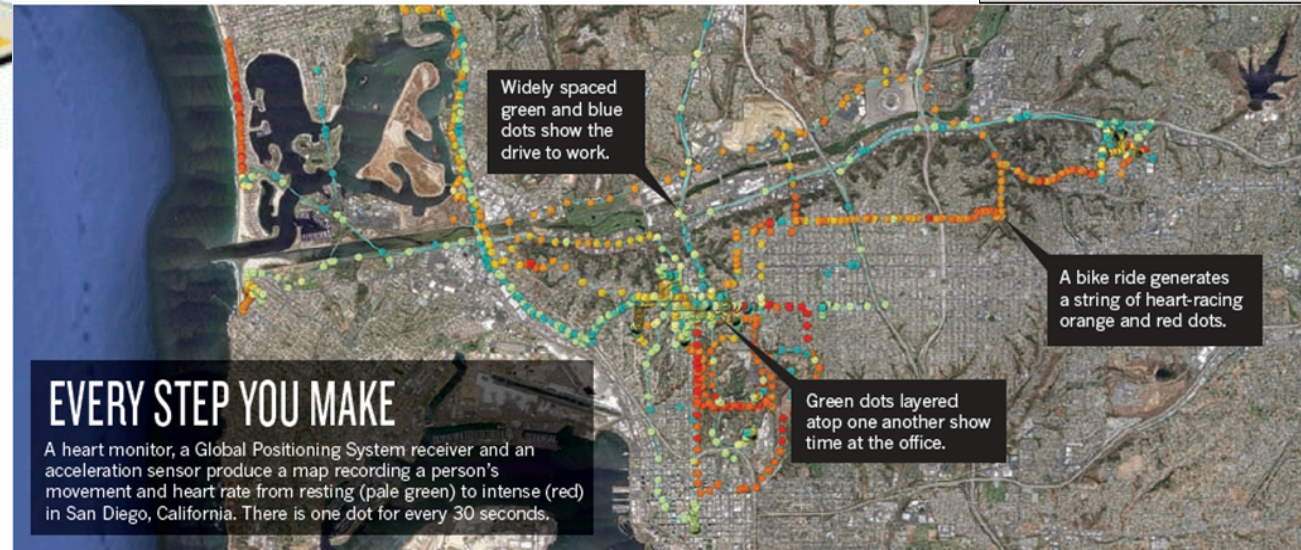 Widely spaced
green and blue
dots show the
drive to work.
A bike ride generates
a string of heart-racing
orange and red dots.
Green dots layered
atop one another show
time at the office.
EVERY STEP YOU MAKE
A heart monitor, a Global Positioning System receiver and an
acceleration sensor produce a map recording a person's
movement and heart rate from resting (pale green) to intense (red)
in San Diego, California. There is one dot for every 30 seconds.